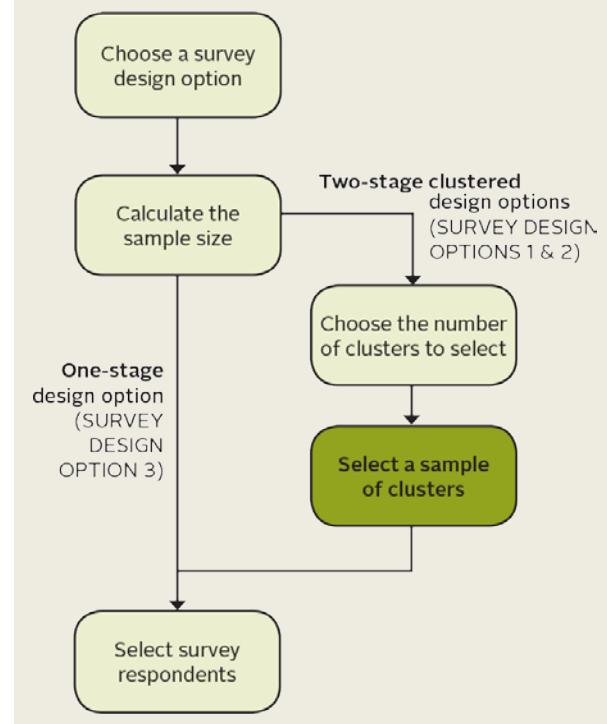 Choose a survey
design option
Calculate the
sample size
Two-stage clustered
design options
(SURVEY DESIGN
OPTIONS 1 & 2)
Choose the number
of clusters to select
One-stage
design option
(SURVEY
DESIGN
OPTION 3)
Select a sample
of clusters
Select survey
respondents